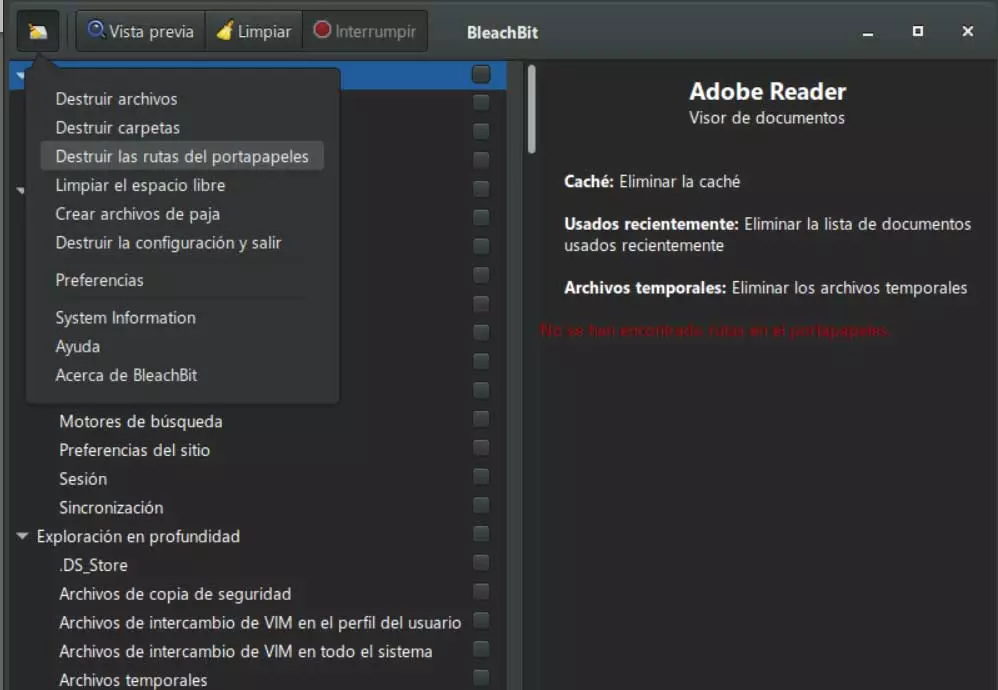 Vista previa
Limpiar
Interrumpir
BleachBit
Destruir archivos
Destruir carpetas
Destruir las rutas del portapapeles
Limpiar el espacio libre
Crear archivos de paja
Destruir la configuración y salir
Preferencias
System Information
Ayuda
Acerca de BleachBit
Motores de búsqueda
Preferencias del sitio
Sesión
Sincronización
Exploración en profundidad
.DS_Store
Archivos de copia de seguridad
Archivos de intercambio de VIM en el perfil del usuario
Archivos de intercambio de VIM en todo el sistema
Archivos temporales
Adobe Reader
Visor de documentos
Caché: Eliminar la caché
Usados recientemente: Eliminar la lista de documentos
usados recientemente
Archivos temporales: Eliminar los archivos temporales
No se han encontrado rutas en el portapapeles.